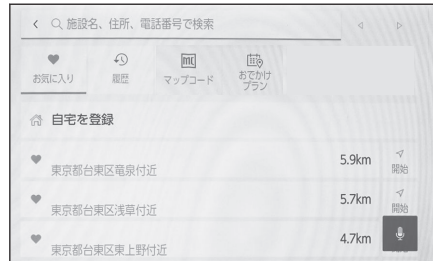 施設名、住所、電話番号で検索
お気に入り
履歴
マップコード
おでかけ
プラン
自宅を登録
5.9km
東京都台東区竜泉付近
開始
5.7km
東京都台東区浅草付近
開始
4.7km
東京都台東区東上野付近